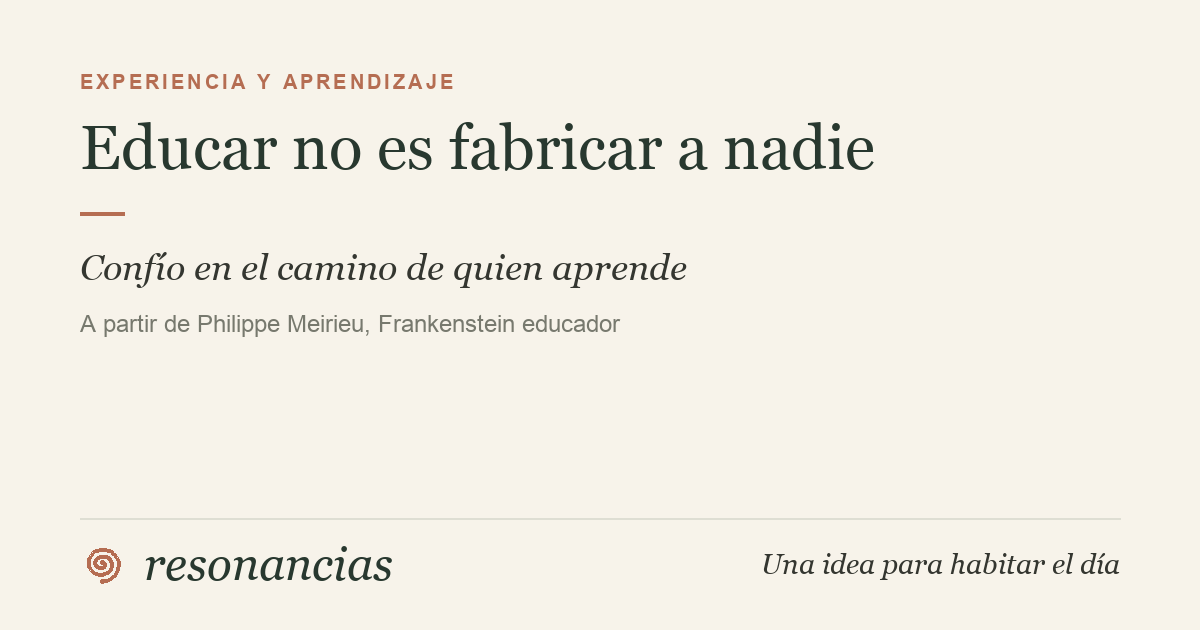 EXPERIENCIA Y APRENDIZAJE
Educar no es fabricar a nadie
Confío en el camino de quien aprende
A partir de Philippe Meirieu, Frankenstein educador
resonancias
Una idea para habitar el día